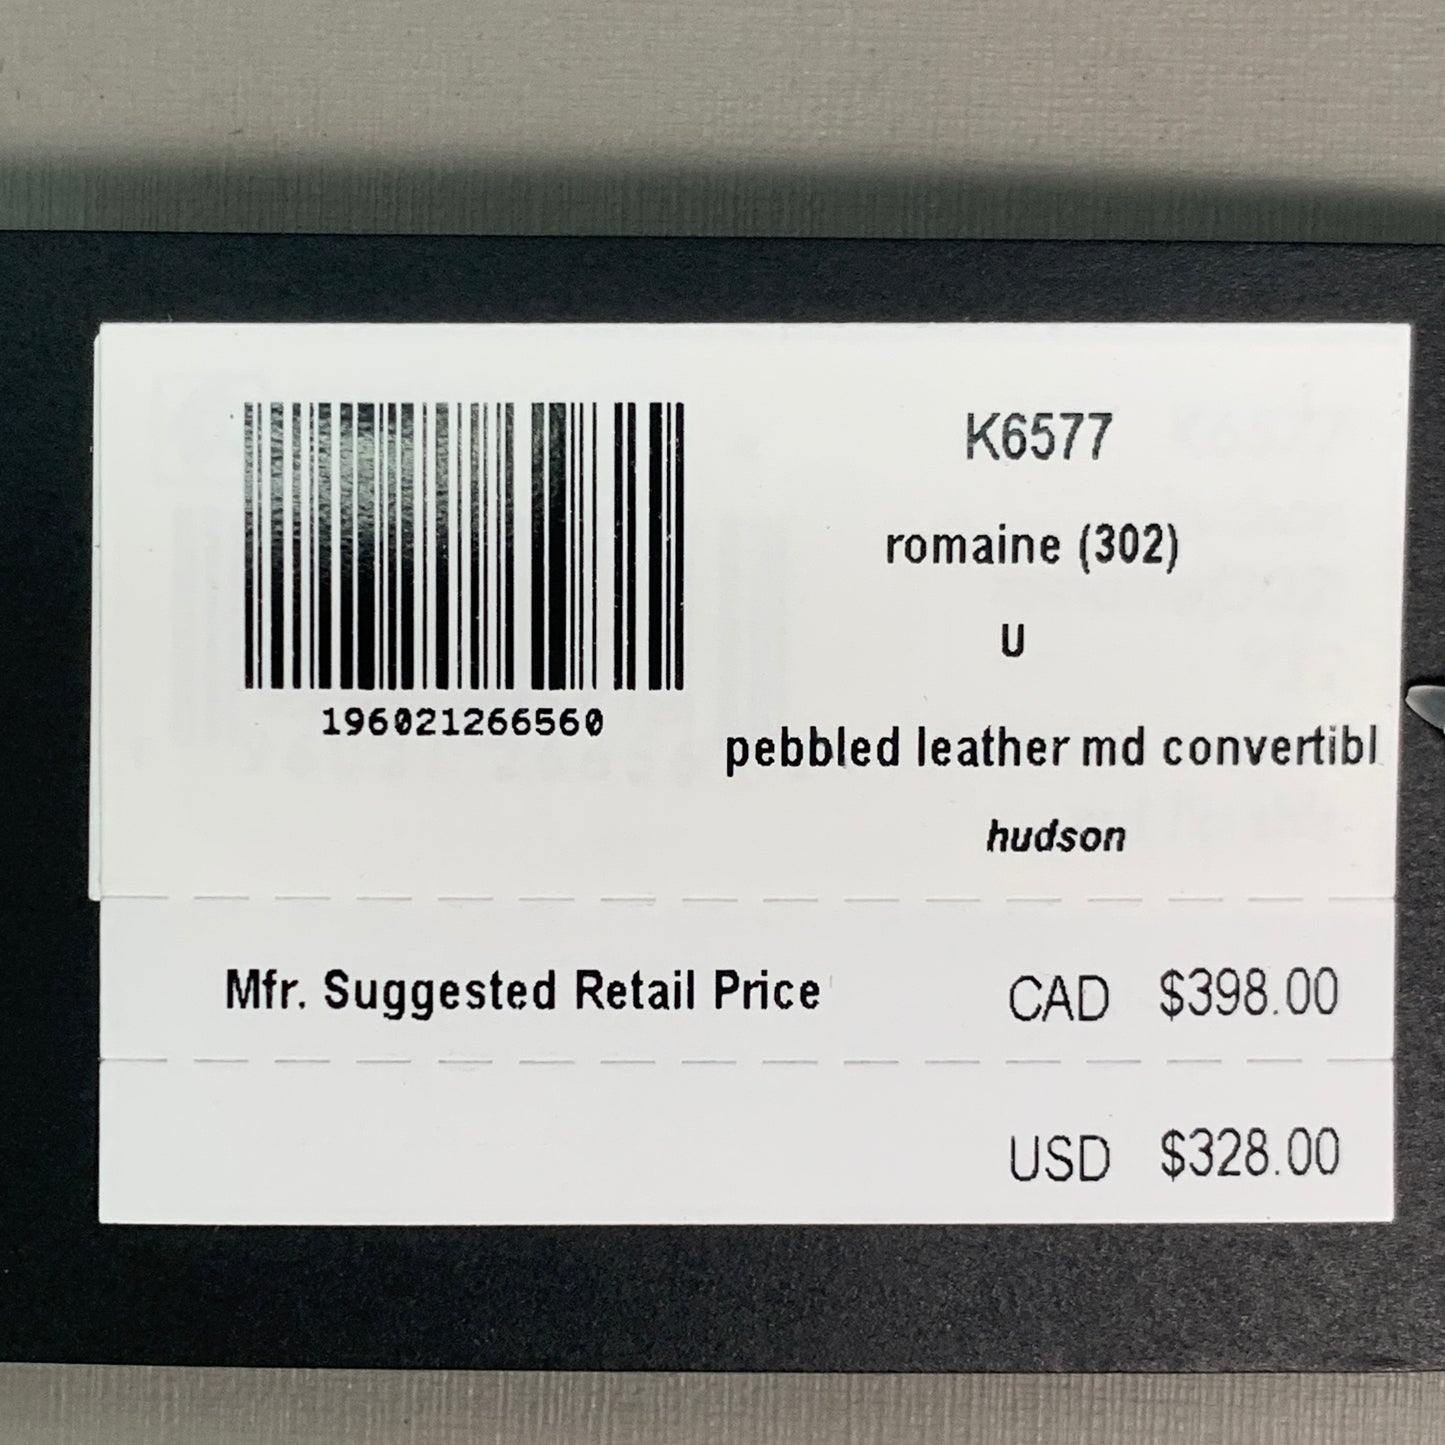 K6577
romaine (302)
U
196021266560
pebbled leather md convertibl
hudson
Mfr. Suggested Retail Price CAD $398.00
USD $328.00